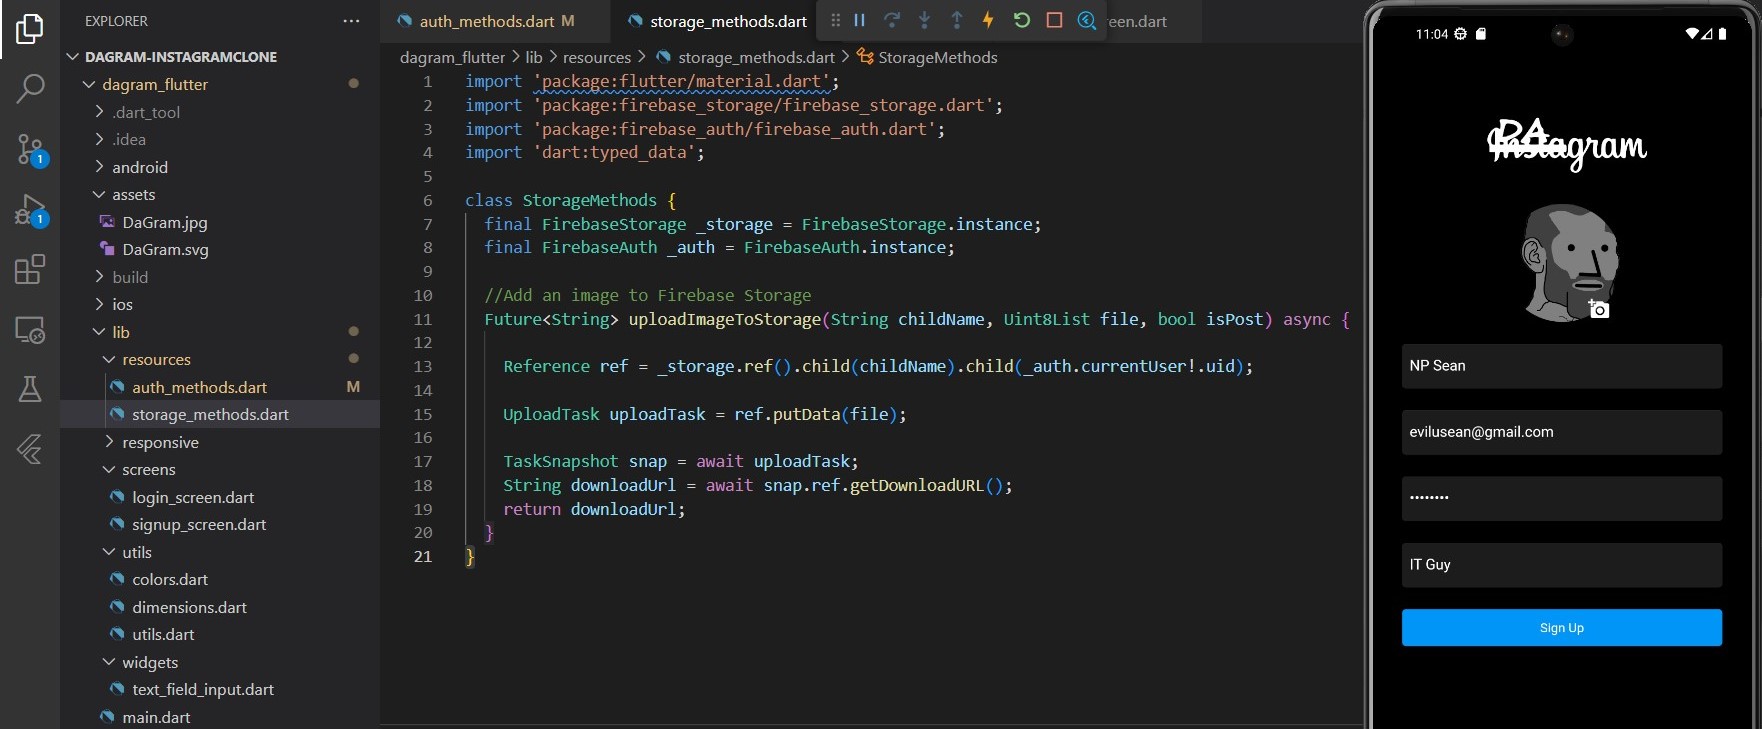 EXPLORER
DAGRAM-INSTAGRAMCLONE
dagram_flutter
.dart_tool
.idea
android
assets
DaGram.jpg
DaGram.svg
build
ios
lib
resources
auth_methods.dart M
storage_methods.dart
responsive
screens
login_screen.dart
signup_screen.dart
utils
colors.dart
dimensions.dart
utils.dart
widgets
text_field_input.dart
main.dart
1
1
auth_methods.dart M
storage_methods.dart
reen.dart
dagram_flutter > lib > resources > storage_methods.dart > StorageMethods
1 import 'package:flutter/material.dart';
2 import 'package:firebase_storage/firebase_storage.dart';
3 import 'package:firebase_auth/firebase_auth.dart';
4 import 'dart:typed_data';
5
6 class StorageMethods {
7 final FirebaseStorage _storage = FirebaseStorage.instance;
8 final FirebaseAuth _auth = FirebaseAuth.instance;
9
10 //Add an image to Firebase Storage
11 Future<String> uploadImageToStorage(String childName, Uint8List file, bool isPost) async {
12
13 Reference ref = _storage.ref().child(childName).child(_auth.currentUser!.uid);
14
15 UploadTask uploadTask = ref.putData(file);
16
17 TaskSnapshot snap = await uploadTask;
18 String downloadUrl = await snap.ref.getDownloadURL();
19 return downloadUrl;
20 }
21 }
11:04
DA
Instagram
NP Sean
evilusean@gmail.com
••••••••
IT Guy
Sign Up